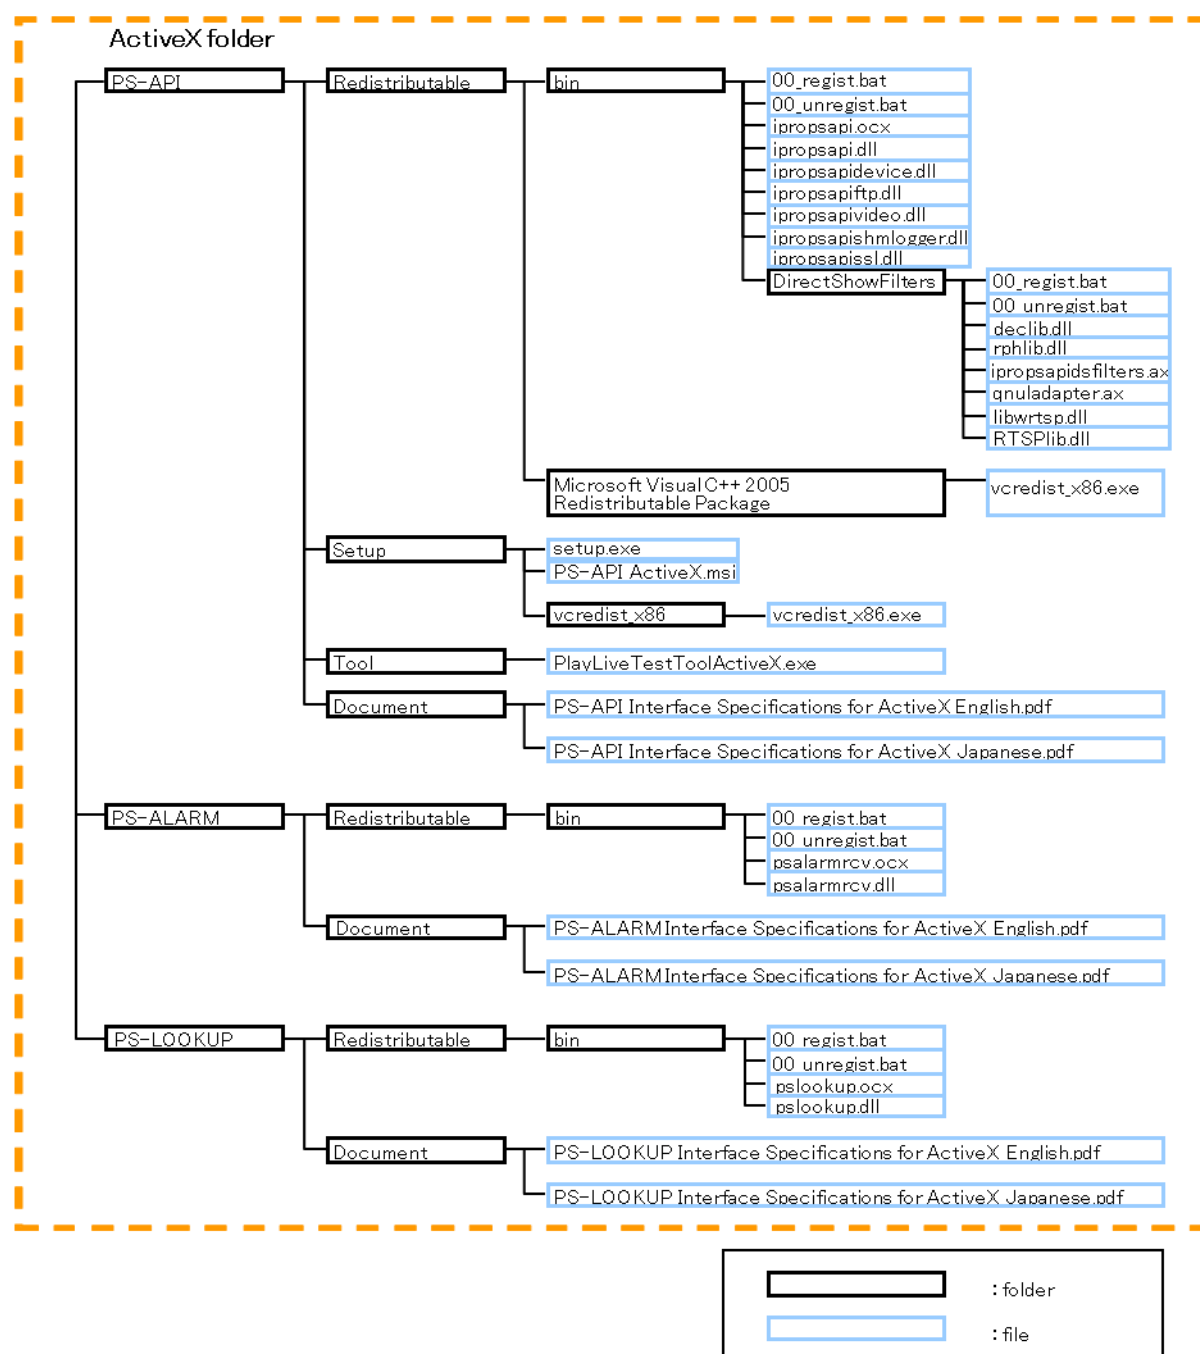 ActiveX folder
PS-API
Redistributable
bin
00_regist.bat
00_unregist.bat
ipropsapi.ocx
ipropsapi.dll
ipropsapidevice.dll
ipropsapiftp.dll
ipropsapivideo.dll
ipropsapishmlogger.dll
ipropsapissl.dll
DirectShowFilters
00_regist.bat
00_unregist.bat
declib.dll
rphlib.dll
ipropsapidsfilters.ax
qnuladapter.ax
libwrtsp.dll
RTSPlib.dll
Microsoft Visual C++ 2005
Redistributable Package
vcredist_x86.exe
Setup
setup.exe
PS-API ActiveX.msi
vcredist_x86
vcredist_x86.exe
Tool
PlayLiveTestToolActiveX.exe
Document
PS-API Interface Specifications for ActiveX English.pdf
PS-API Interface Specifications for ActiveX Japanese.pdf
PS-ALARM
Redistributable
bin
00_regist.bat
00_unregist.bat
psalarmrcv.ocx
psalarmrcv.dll
Document
PS-ALARM Interface Specifications for ActiveX English.pdf
PS-ALARM Interface Specifications for ActiveX Japanese.pdf
PS-LOOKUP
Redistributable
bin
00_regist.bat
00_unregist.bat
pslookup.ocx
pslookup.dll
Document
PS-LOOKUP Interface Specifications for ActiveX English.pdf
PS-LOOKUP Interface Specifications for ActiveX Japanese.pdf
: folder
: file